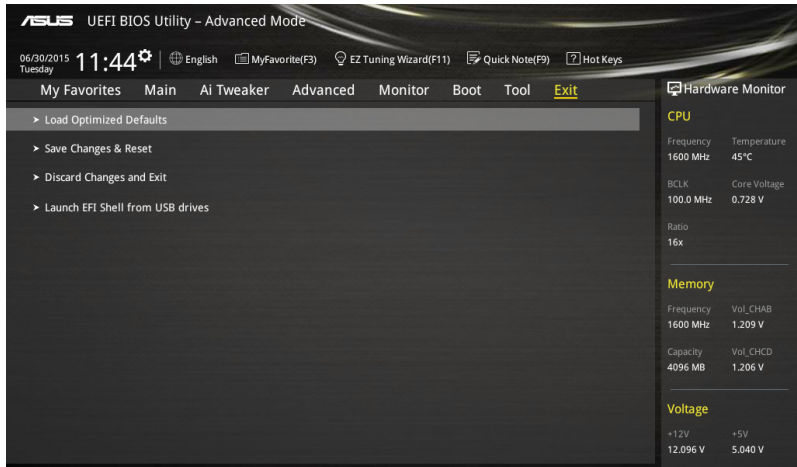 ASUS UEFI BIOS Utility – Advanced Mode
06/30/2015
Tuesday
11:44
English
MyFavorite(F3)
EZ Tuning Wizard(F11)
Quick Note(F9)
? Hot Keys
My Favorites Main Ai Tweaker Advanced Monitor Boot Tool Exit
Load Optimized Defaults
Save Changes & Reset
Discard Changes and Exit
Launch EFI Shell from USB drives
Hardware Monitor
CPU
Frequency Temperature
1600 MHz 45°C
BCLK Core Voltage
100.0 MHz 0.728 V
Ratio
16x
Memory
Frequency Vol_CHAB
1600 MHz 1.209 V
Capacity Vol_CHCD
4096 MB 1.206 V
Voltage
+12V +5V
12.096 V 5.040 V